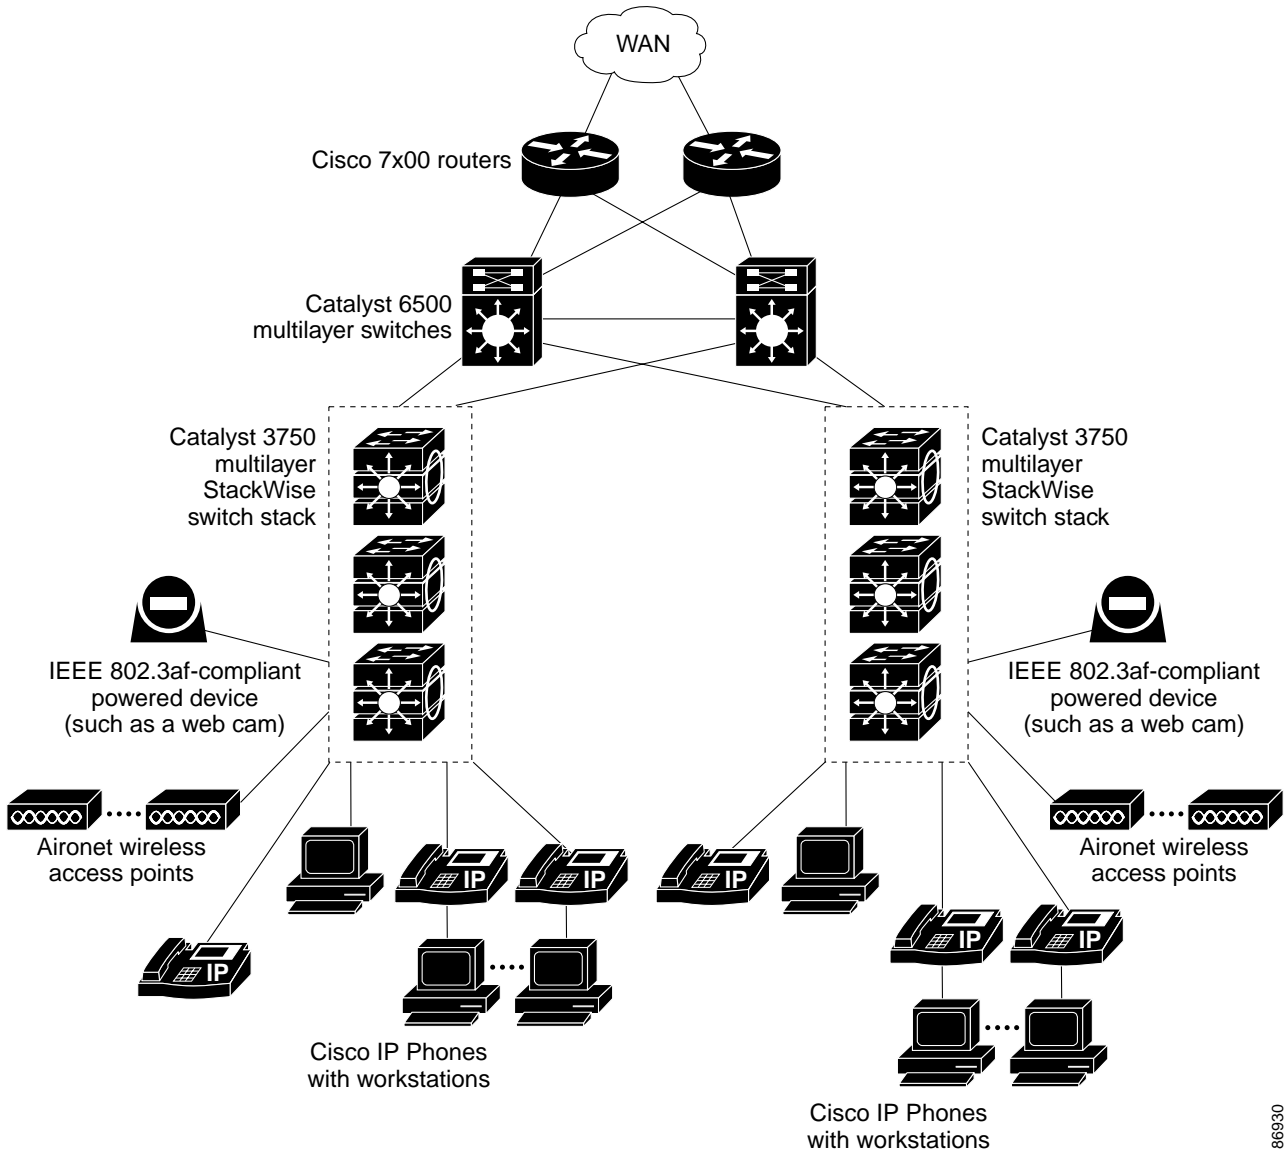 WAN
Cisco 7x00 routers
Catalyst 6500
multilayer switches
Catalyst 3750
multilayer
StackWise
switch stack
Catalyst 3750
multilayer
StackWise
switch stack
IEEE 802.3af-compliant
powered device
(such as a web cam)
IEEE 802.3af-compliant
powered device
(such as a web cam)
Aironet wireless
access points
Aironet wireless
access points
IP
IP
IP
IP
IP
IP
Cisco IP Phones
with workstations
Cisco IP Phones
with workstations
86930